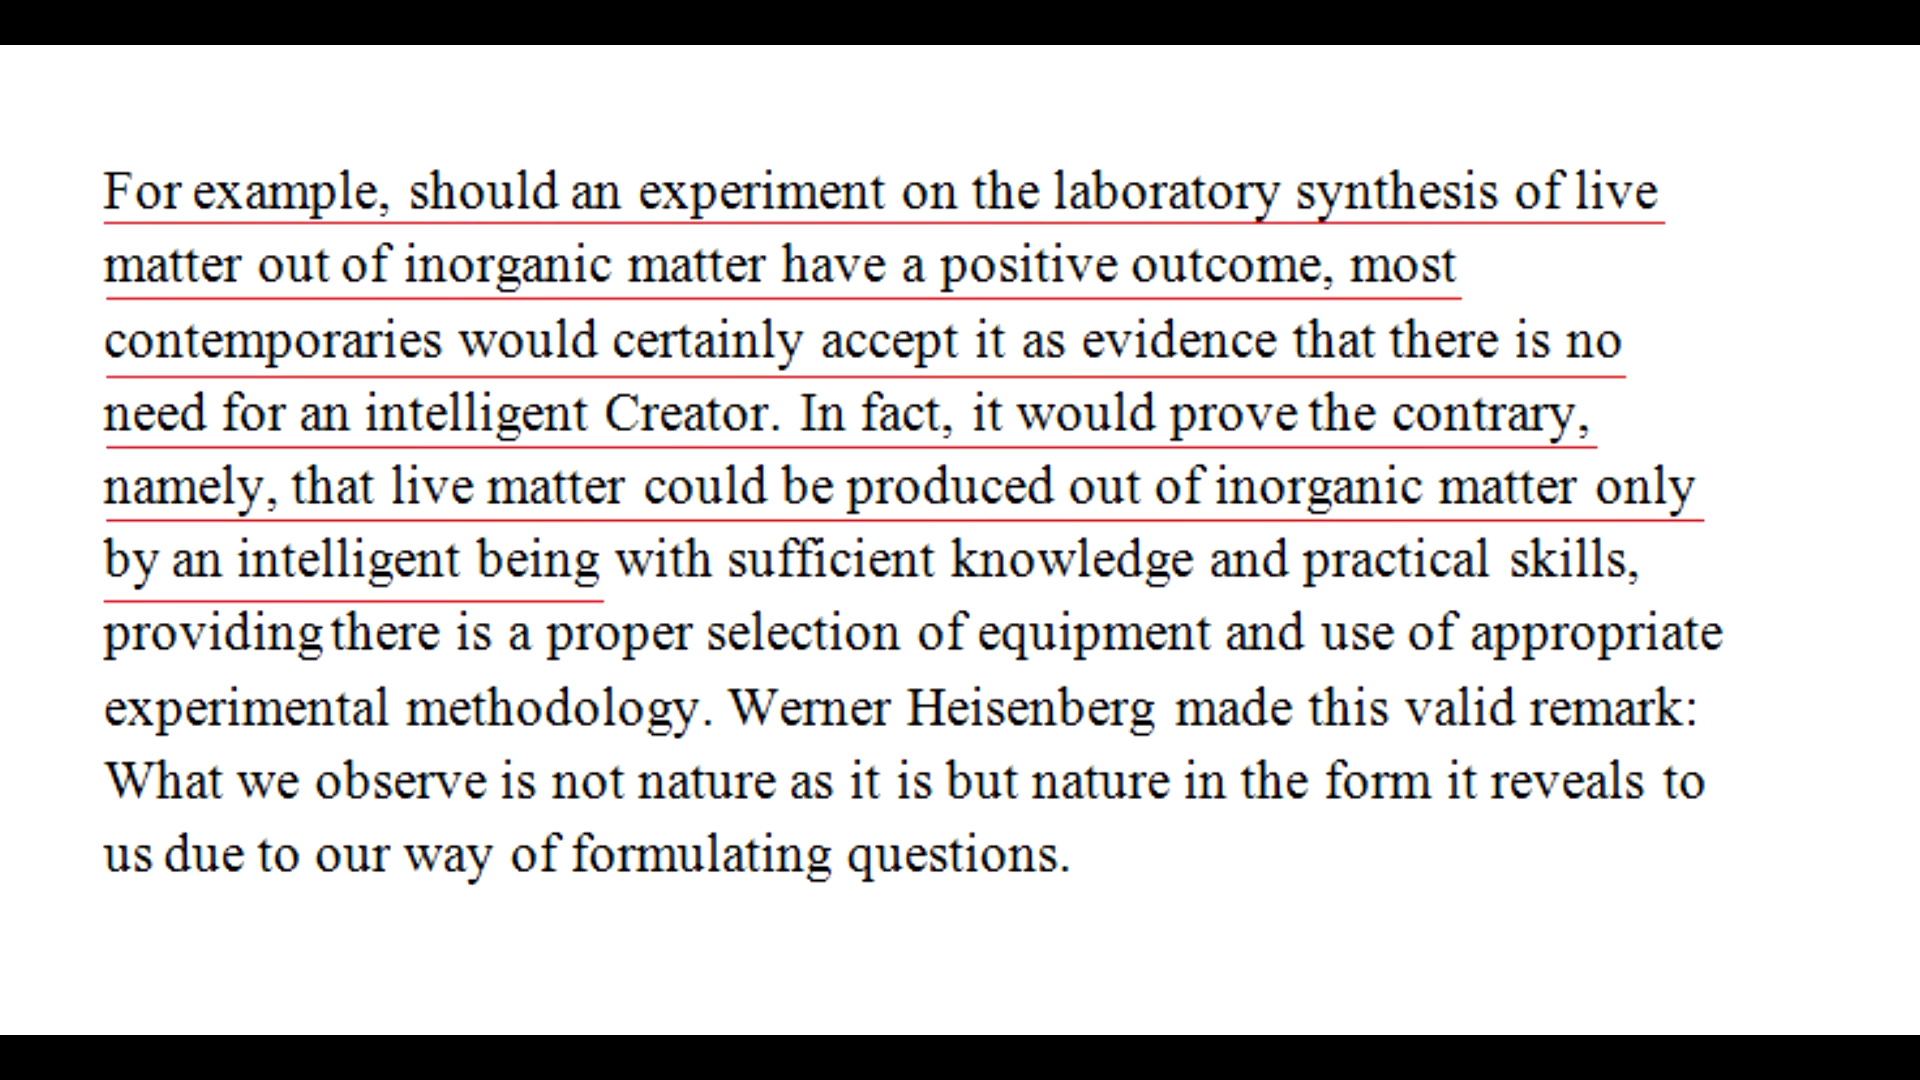 For example, should an experiment on the laboratory synthesis of live
matter out of inorganic matter have a positive outcome, most
contemporaries would certainly accept it as evidence that there is no
need for an intelligent Creator. In fact, it would prove the contrary,
namely, that live matter could be produced out of inorganic matter only
by an intelligent being with sufficient knowledge and practical skills,
providing there is a proper selection of equipment and use of appropriate
experimental methodology. Werner Heisenberg made this valid remark:
What we observe is not nature as it is but nature in the form it reveals to
us due to our way of formulating questions.